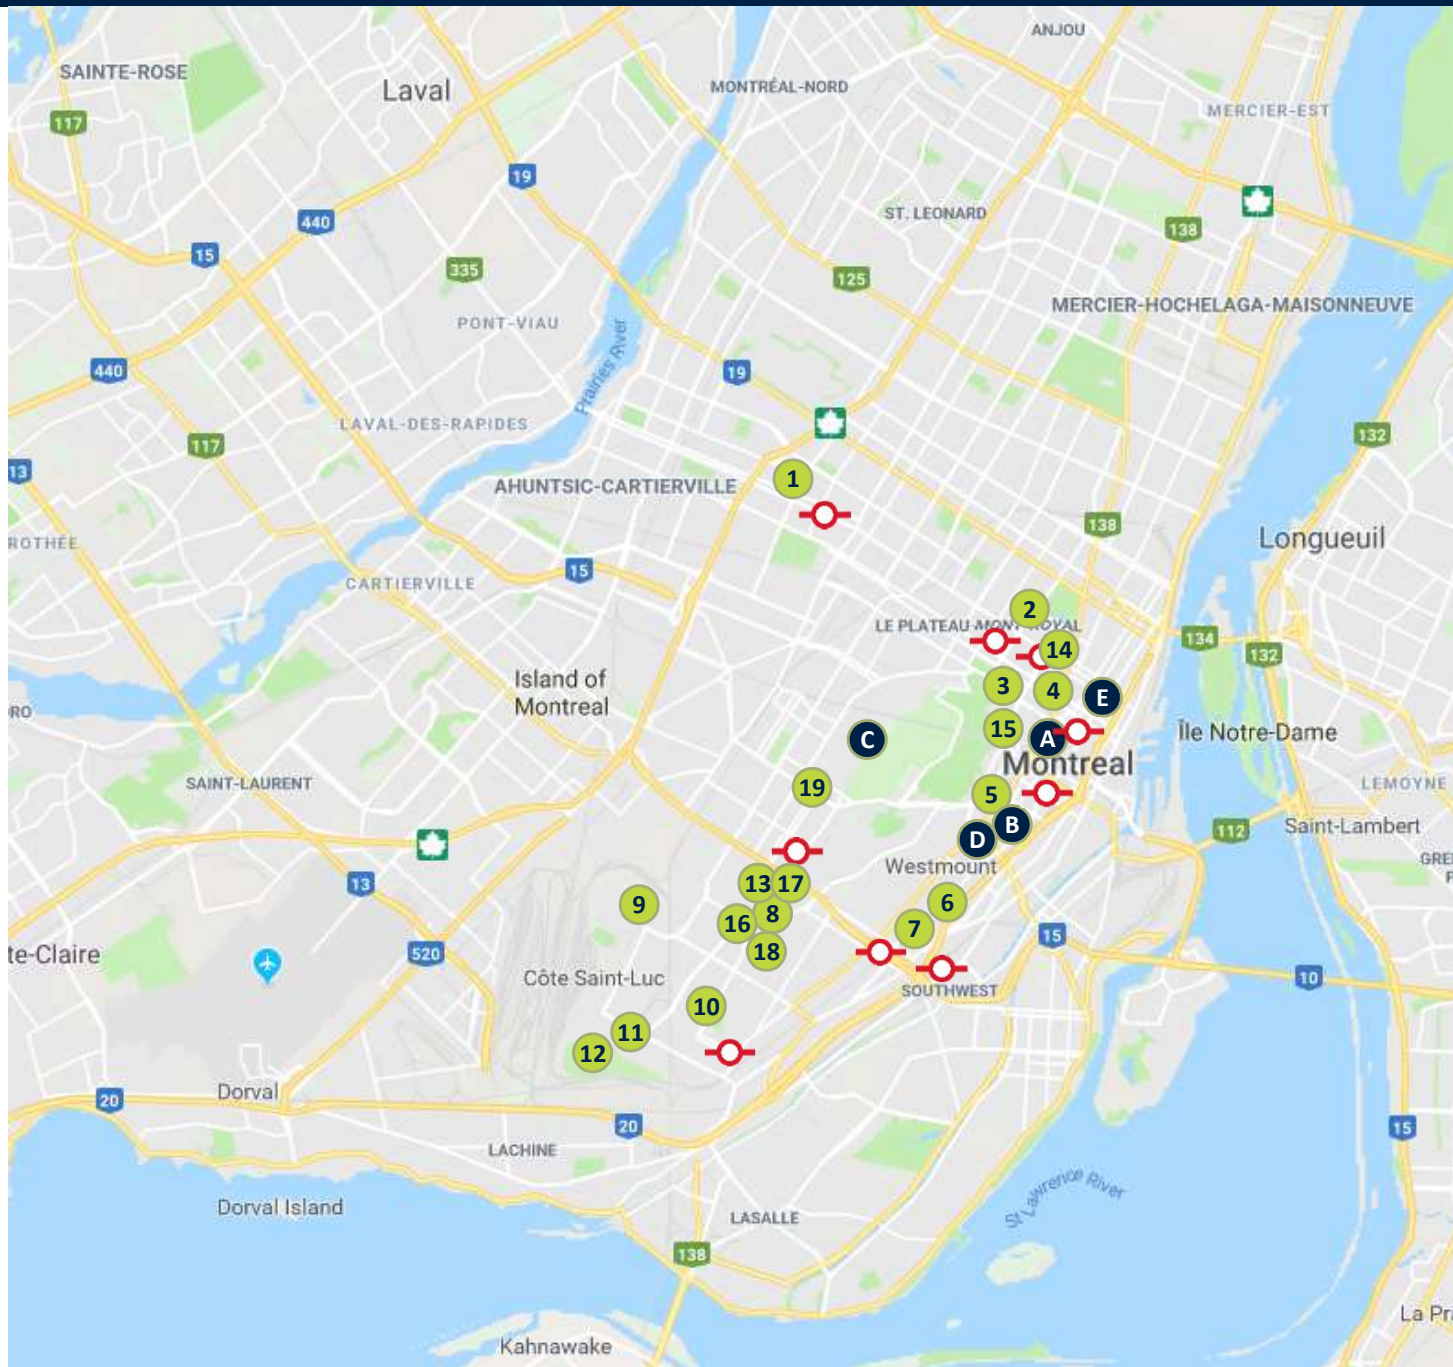 ANJOU
SAINTE-ROSE
Laval
MONTRÉAL-NORD
MERCIER-EST
117
19
138
ST. LEONARD
440
15
335
125
MERCIER-HOCHELAGA-MAISONNEUVE
PONT-VIAU
Prairies River
440
19
LAVAL-DES-RAPIDES
117
132
13
1
AHUNTSIC-CARTIERVILLE
138
Longueuil
ROTHÉE
15
CARTIERVILLE
2
LE PLATEAU-MONT-ROYAL
134
14
132
Island of
Montreal
3
4
E
RO
15
A
C
Île Notre-Dame
Montreal
SAINT-LAURENT
19
5
LEMOYNE
B
D
112
Saint-Lambert
Westmount
GRE
P
13
13
17
9
6
16
8
7
15
te-Claire
520
18
Côte Saint-Luc
10
SOUTHWEST
10
11
12
Dorval
20
20
15
LACHINE
St Lawrence River
Dorval Island
LASALLE
138
La Pr
Kahnawake